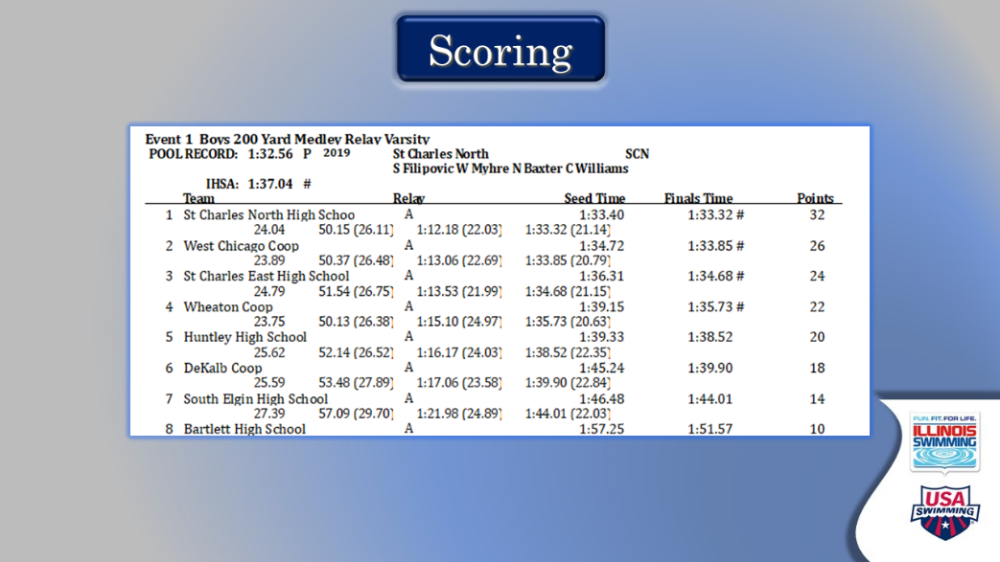 Scoring
Event 1 Boys 200 Yard Medley Relay Varsity
POOL RECORD: 1:32.56 P 2019 St Charles North SCN
S Filipovic W Myhre N Baxter C Williams
IHSA: 1:37.04 #
Team Relay Seed Time Finals Time Points
1 St Charles North High Schoo A 1:33.40 1:33.32 # 32
24.04 50.15 (26.11) 1:12.18 (22.03) 1:33.32 (21.14)
2 West Chicago Coop A 1:34.72 1:33.85 # 26
23.89 50.37 (26.48) 1:13.06 (22.69) 1:33.85 (20.79)
3 St Charles East High School A 1:36.31 1:34.68 # 24
24.79 51.54 (26.75) 1:13.53 (21.99) 1:34.68 (21.15)
4 Wheaton Coop A 1:39.15 1:35.73 # 22
23.75 50.13 (26.38) 1:15.10 (24.97) 1:35.73 (20.63)
5 Huntley High School A 1:39.33 1:38.52 20
25.62 52.14 (26.52) 1:16.17 (24.03) 1:38.52 (22.35)
6 DeKalb Coop A 1:45.24 1:39.90 18
25.59 53.48 (27.89) 1:17.06 (23.58) 1:39.90 (22.84)
7 South Elgin High School A 1:46.48 1:44.01 14
27.39 57.09 (29.70) 1:21.98 (24.89) 1:44.01 (22.03)
8 Bartlett High School A 1:57.25 1:51.57 10
FUN. FIT. FOR LIFE.
ILLINOIS
SWIMMING
USA
SWIMMING